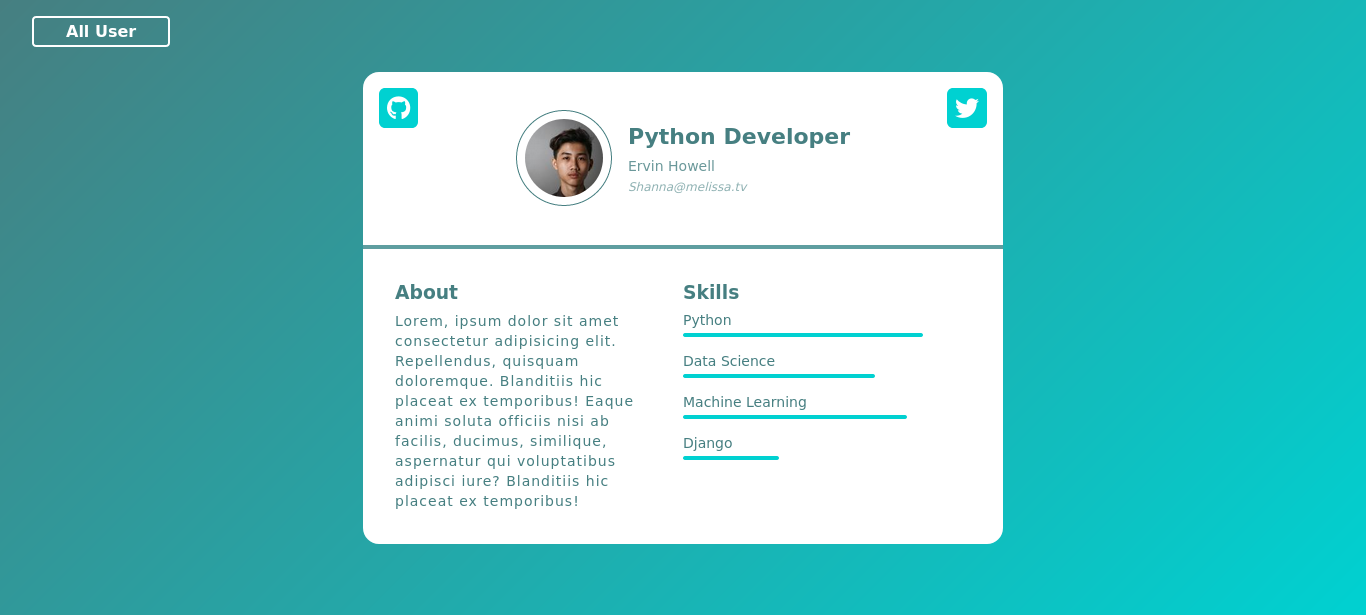 All User
Python Developer
Ervin Howell
Shanna@melissa.tv
About
Lorem, ipsum dolor sit amet
consectetur adipisicing elit.
Repellendus, quisquam
doloremque. Blanditiis hic
placeat ex temporibus! Eaque
animi soluta officiis nisi ab
facilis, ducimus, similique,
aspernatur qui voluptatibus
adipisci iure? Blanditiis hic
placeat ex temporibus!
Skills
Python
Data Science
Machine Learning
Django